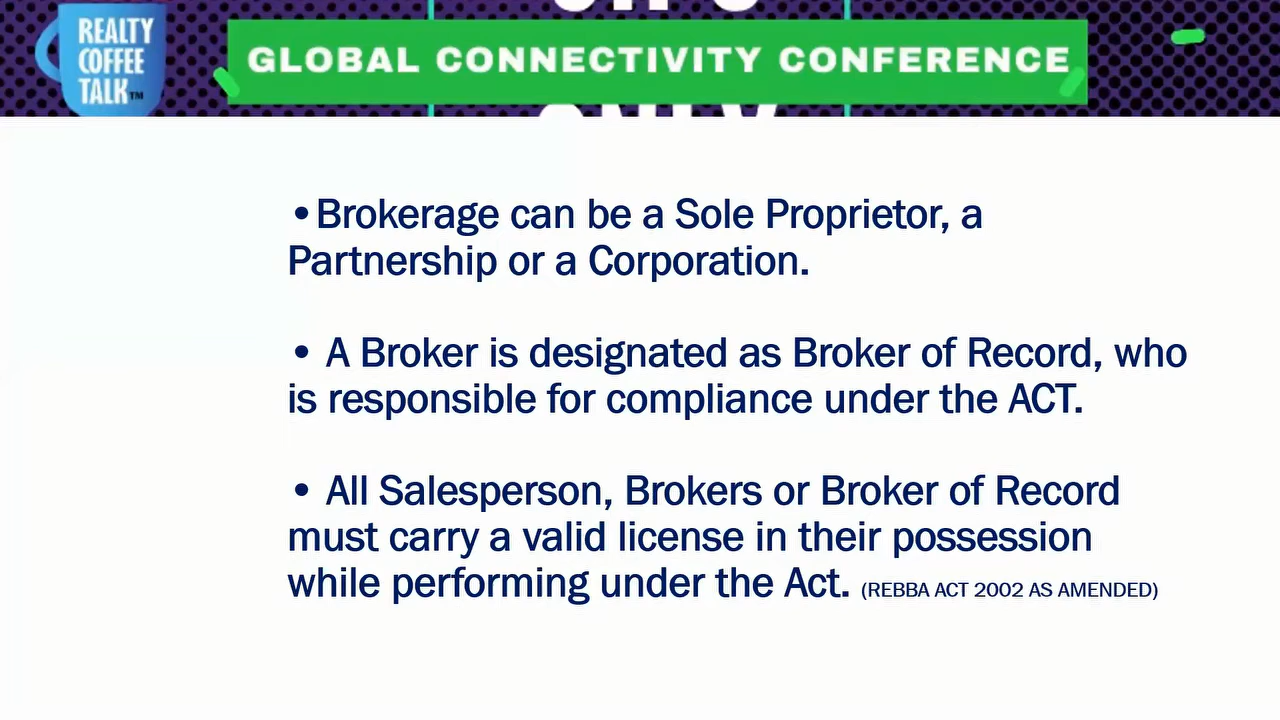 REALTY
COFFEE
TALK™
GLOBAL CONNECTIVITY CONFERENCE
•Brokerage can be a Sole Proprietor, a
Partnership or a Corporation.
• A Broker is designated as Broker of Record, who
is responsible for compliance under the ACT.
• All Salesperson, Brokers or Broker of Record
must carry a valid license in their possession
while performing under the Act. (REBBA ACT 2002 AS AMENDED)